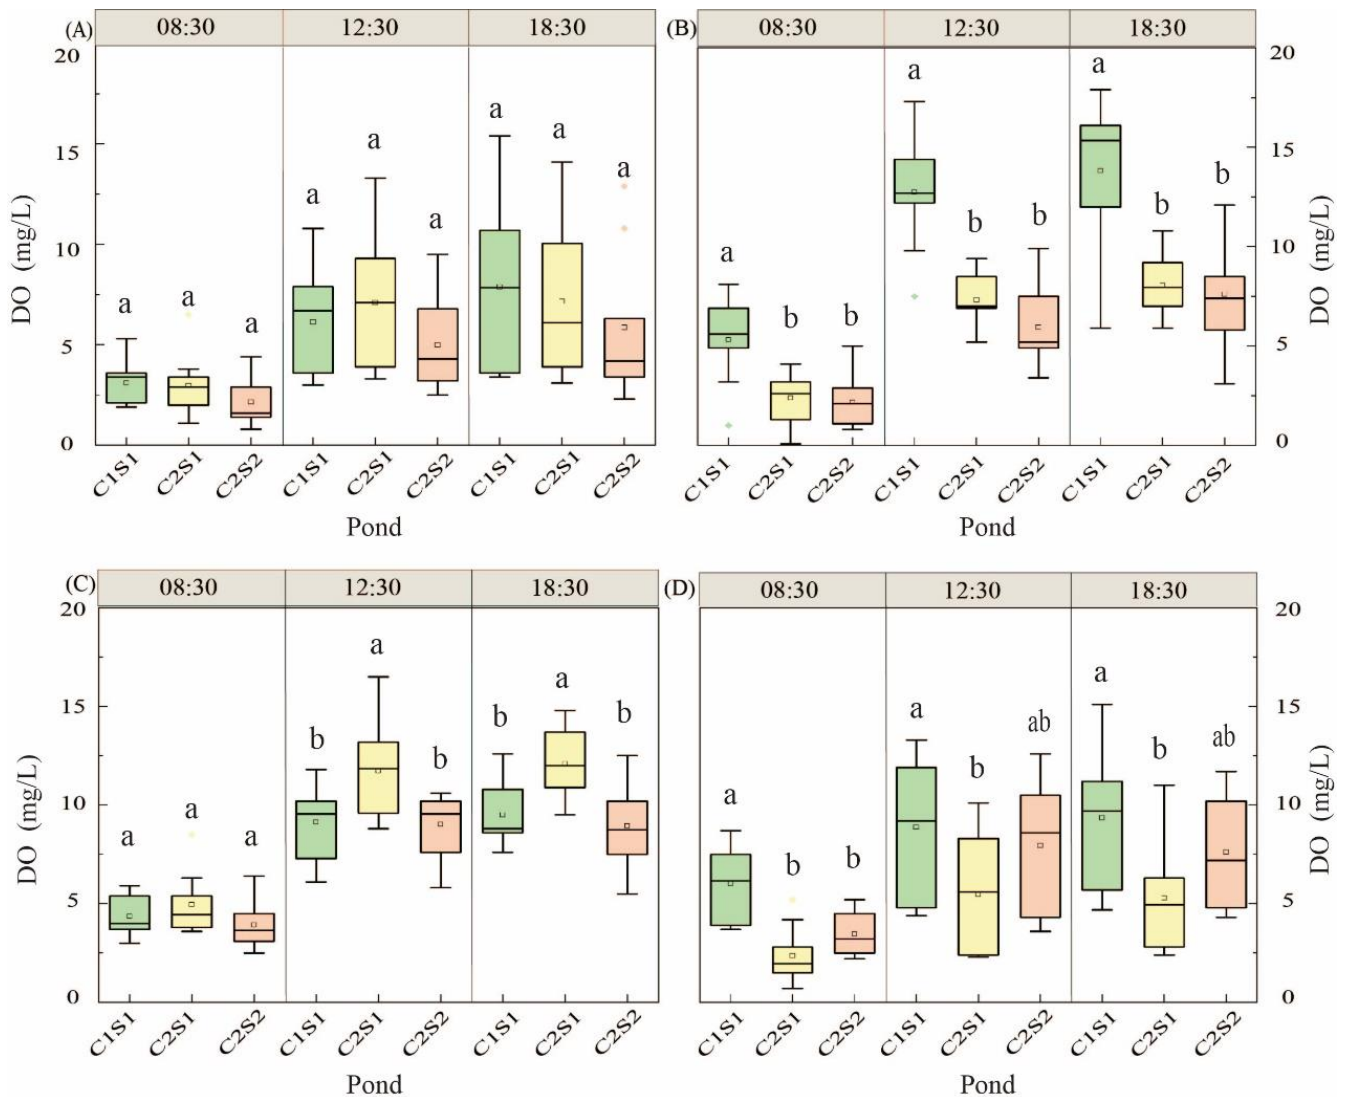 (A) 08:30 12:30 18:30 (B) 08:30 12:30 18:30
20 20
a a
a a a
15 a a a b 15
a b b
DO (mg/L) 10 a 10 DO (mg/L)
a a a b b
5 5
0 0
C1S1 C2S1 C2S2 C1S1 C2S1 C2S2 C1S1 C2S1 C2S2 C1S1 C2S1 C2S2 C1S1 C2S1 C2S2 C1S1 C2S1 C2S2
Pond Pond
(C) 08:30 12:30 18:30 (D) 08:30 12:30 18:30
20 20
a a a
15 b b b a ab ab 15
b b b
DO (mg/L) 10 a 10 DO (mg/L)
a a a b b
5 5
0 0
C1S1 C2S1 C2S2 C1S1 C2S1 C2S2 C1S1 C2S1 C2S2 C1S1 C2S1 C2S2 C1S1 C2S1 C2S2 C1S1 C2S1 C2S2
Pond Pond